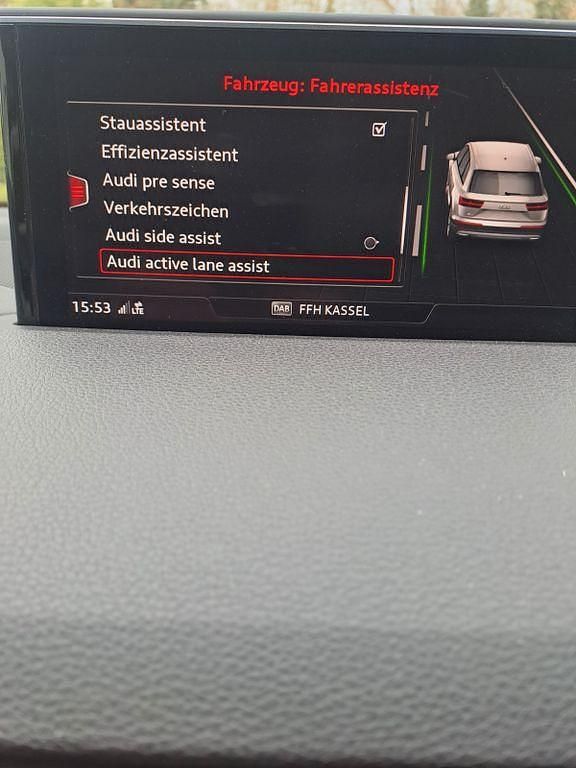 Fahrzeug: Fahrerassistenz
Stauassistent
Effizienzassistent
Audi pre sense
Verkehrszeichen
Audi side assist
Audi active lane assist
15:53 LTE DAB FFH KASSEL